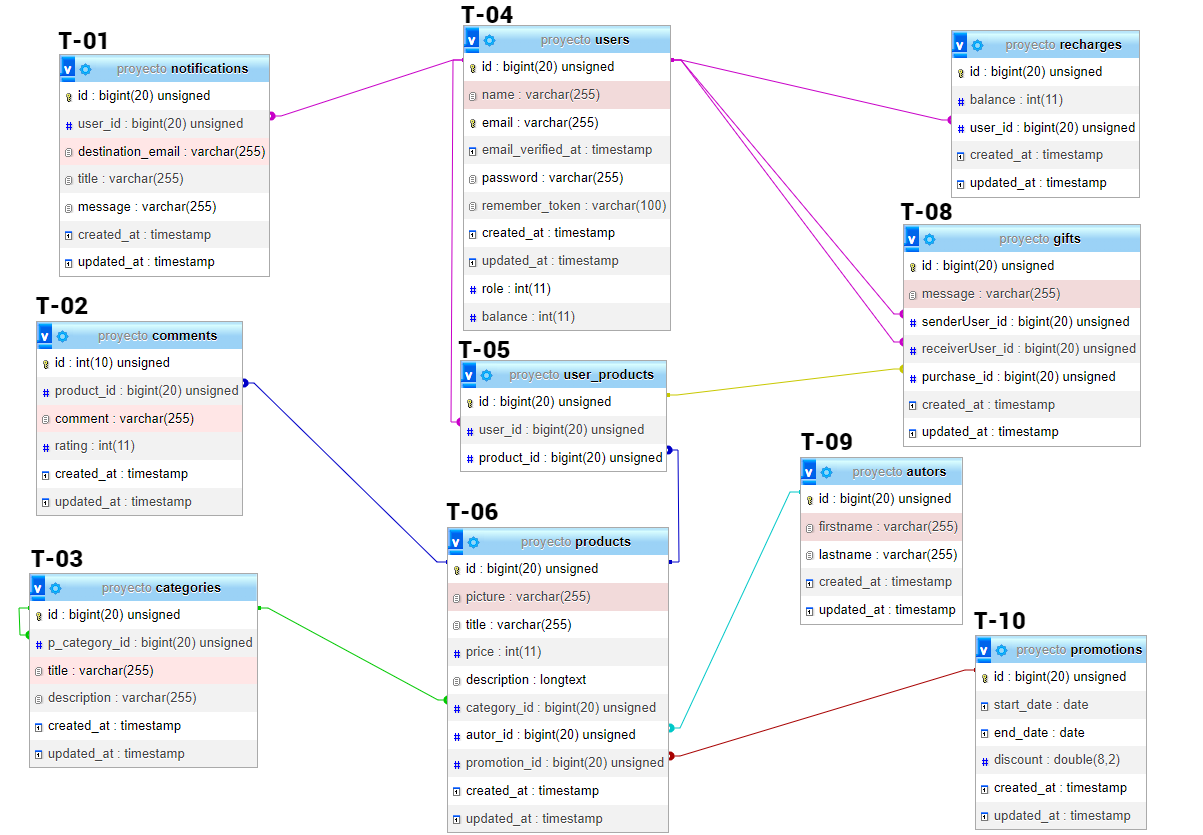 T-01
proyecto notifications
id : bigint(20) unsigned
user_id : bigint(20) unsigned
destination_email : varchar(255)
title : varchar(255)
message : varchar(255)
created_at : timestamp
updated_at : timestamp
T-04
proyecto users
id : bigint(20) unsigned
name : varchar(255)
email : varchar(255)
email_verified_at : timestamp
password : varchar(255)
remember_token : varchar(100)
created_at : timestamp
updated_at : timestamp
role : int(11)
balance : int(11)
proyecto recharges
id : bigint(20) unsigned
balance : int(11)
user_id : bigint(20) unsigned
created_at : timestamp
updated_at : timestamp
T-08
proyecto gifts
id : bigint(20) unsigned
message : varchar(255)
senderUser_id : bigint(20) unsigned
receiverUser_id : bigint(20) unsigned
purchase_id : bigint(20) unsigned
created_at : timestamp
updated_at : timestamp
T-02
proyecto comments
id : int(10) unsigned
product_id : bigint(20) unsigned
comment : varchar(255)
rating : int(11)
created_at : timestamp
updated_at : timestamp
T-05
proyecto user_products
id : bigint(20) unsigned
user_id : bigint(20) unsigned
product_id : bigint(20) unsigned
T-09
proyecto autors
id : bigint(20) unsigned
firstname : varchar(255)
lastname : varchar(255)
created_at : timestamp
updated_at : timestamp
T-03
proyecto categories
id : bigint(20) unsigned
p_category_id : bigint(20) unsigned
title : varchar(255)
description : varchar(255)
created_at : timestamp
updated_at : timestamp
T-06
proyecto products
id : bigint(20) unsigned
picture : varchar(255)
title : varchar(255)
price : int(11)
description : longtext
category_id : bigint(20) unsigned
autor_id : bigint(20) unsigned
promotion_id : bigint(20) unsigned
created_at : timestamp
updated_at : timestamp
T-10
proyecto promotions
id : bigint(20) unsigned
start_date : date
end_date : date
discount : double(8,2)
created_at : timestamp
updated_at : timestamp